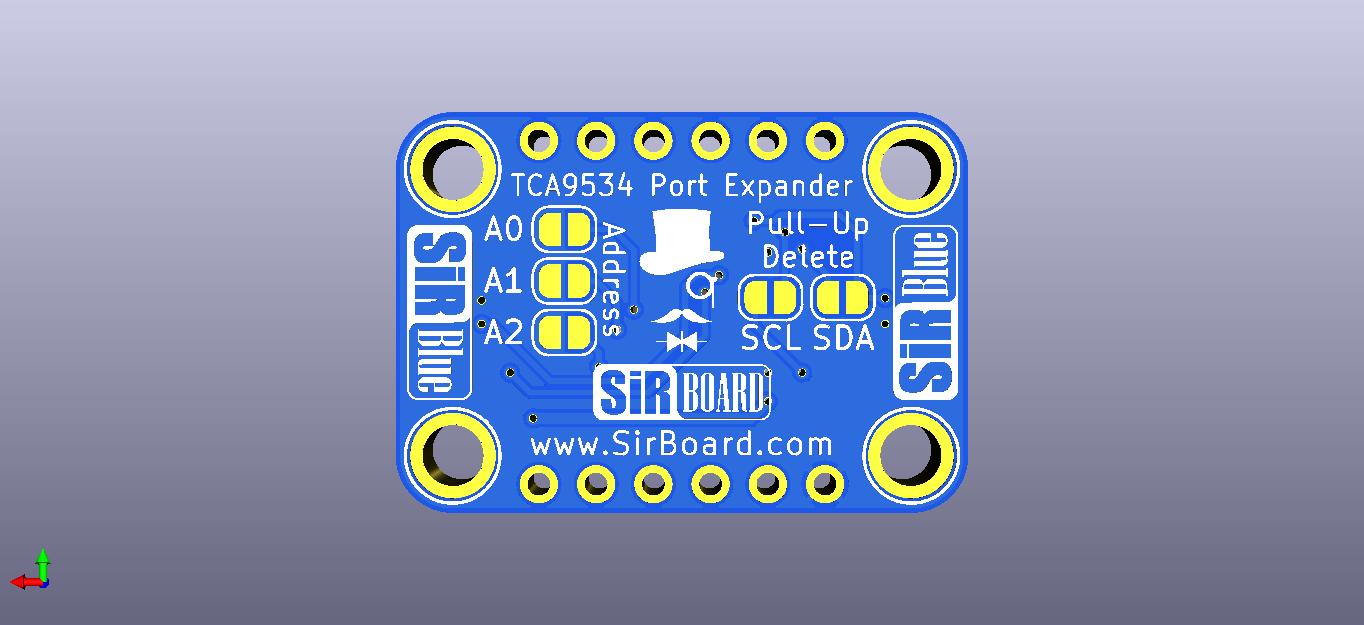 TCA9534 Port Expander
A0
A1
A2
Address
Pull-Up
Delete
SCL SDA
SiR Blue
SiR Blue
SiR BOARD
www.SirBoard.com